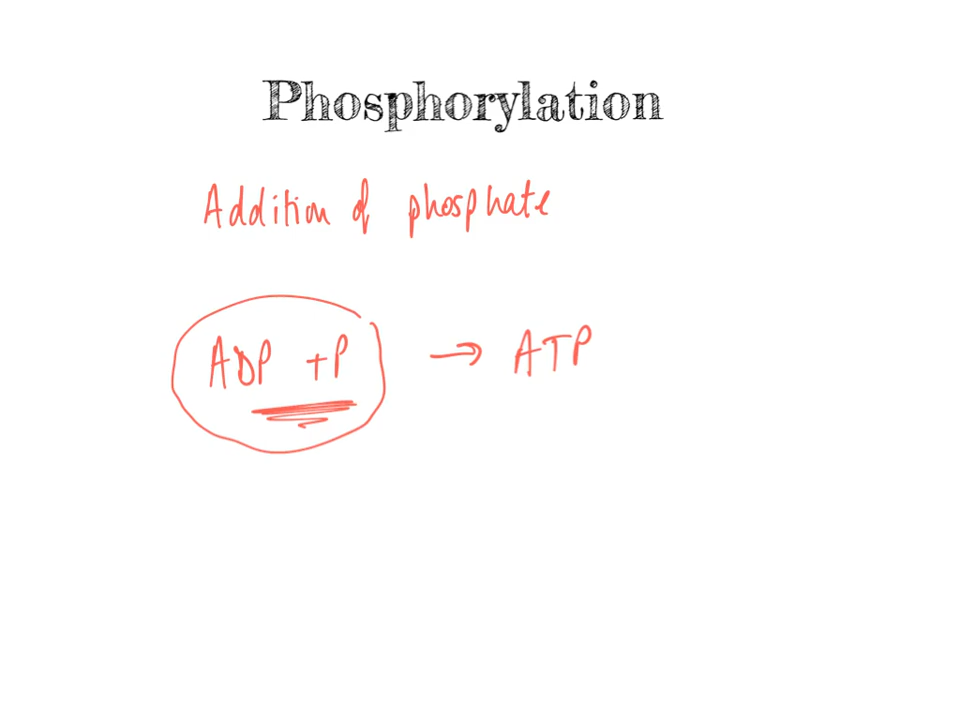 Phosphorylation
Addition of phosphate
ADP + P → ATP